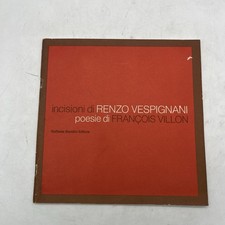 incisioni di RENZO VESPIGNANI
poesie di FRANÇOIS VILLON